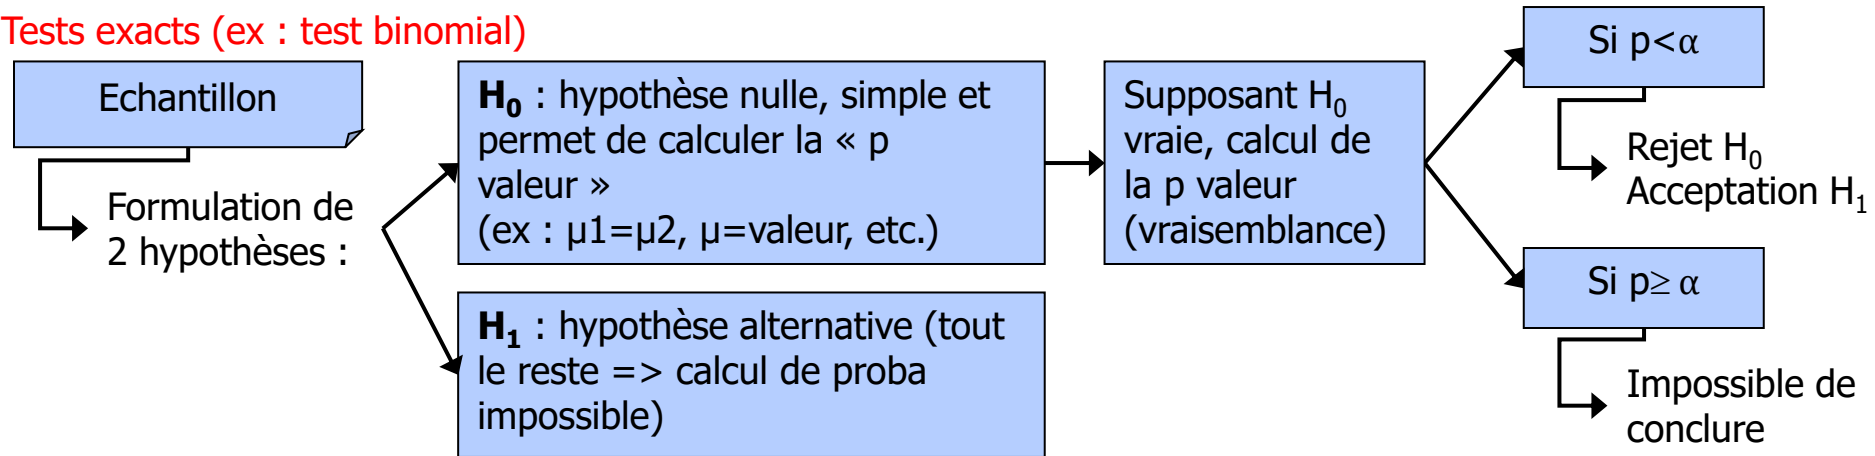 Tests exacts (ex : test binomial)
Echantillon
Formulation de
2 hypothèses :
H₀ : hypothèse nulle, simple et
permet de calculer la « p
valeur »
(ex : µ1=µ2, µ=valeur, etc.)
H₁ : hypothèse alternative (tout
le reste => calcul de proba
impossible)
Supposant H₀
vraie, calcul de
la p valeur
(vraisemblance)
Si p<α
Rejet H₀
Acceptation H₁
Si p≥ α
Impossible de
conclure